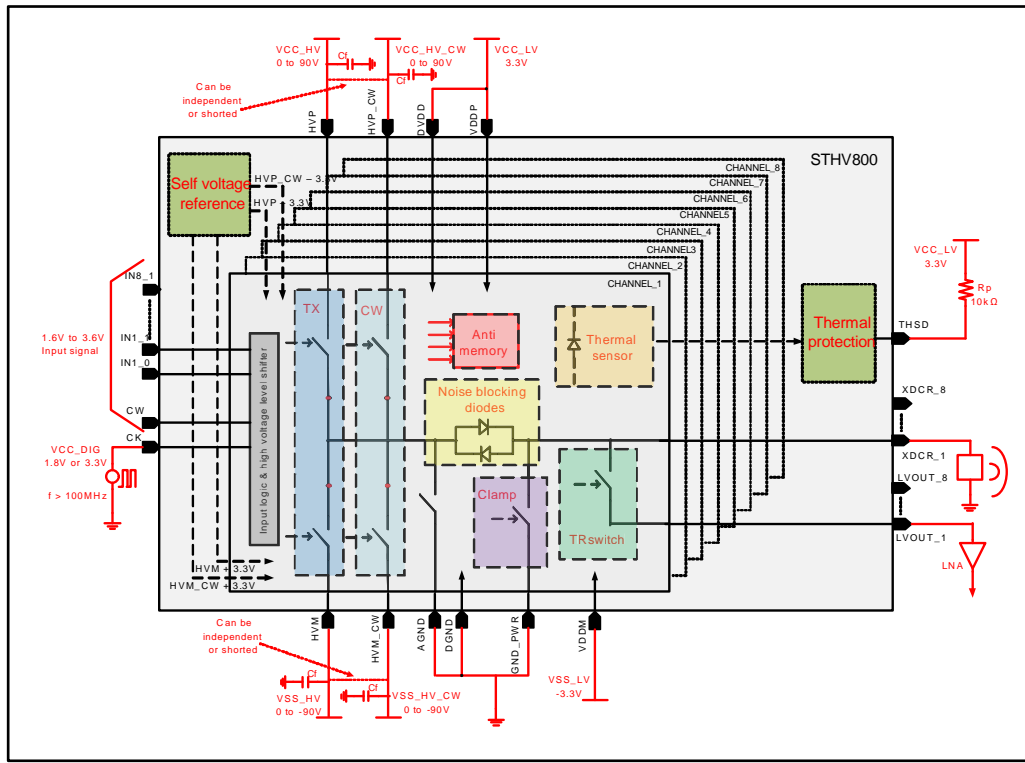 VCC_HV
0 to 90V
Cf
VCC_HV_CW
0 to 90V
Cf
VCC_LV
3.3V
Can be
independent
or shorted
HVP
HVP_CW
DVDD
VDDP
STHV800
Self voltage
reference
HVP_CW – 3.3V
HVP – 3.3V
CHANNEL_8
CHANNEL_7
CHANNEL_6
CHANNEL5
CHANNEL_4
CHANNEL3
CHANNEL_2
CHANNEL_1
VCC_LV
3.3V
Rp
10kΩ
THSD
IN8_1
1.6V to 3.6V
Input signal
IN1_1
IN1_0
CW
CK
VCC_DIG
1.8V or 3.3V
f > 100MHz
Input logic & high voltage level shifter
TX
CW
Anti
memory
Thermal
sensor
Thermal
protection
Noise blocking
diodes
Clamp
TRswitch
XDCR_8
XDCR_1
LVOUT_8
LVOUT_1
LNA
HVM + 3.3V
HVM_CW + 3.3V
HVM
HVM_CW
AGND
DGND
GND_PWR
VDDM
Can be
independent
or shorted
Cf
VSS_HV
0 to -90V
Cf
VSS_HV_CW
0 to -90V
VSS_LV
-3.3V